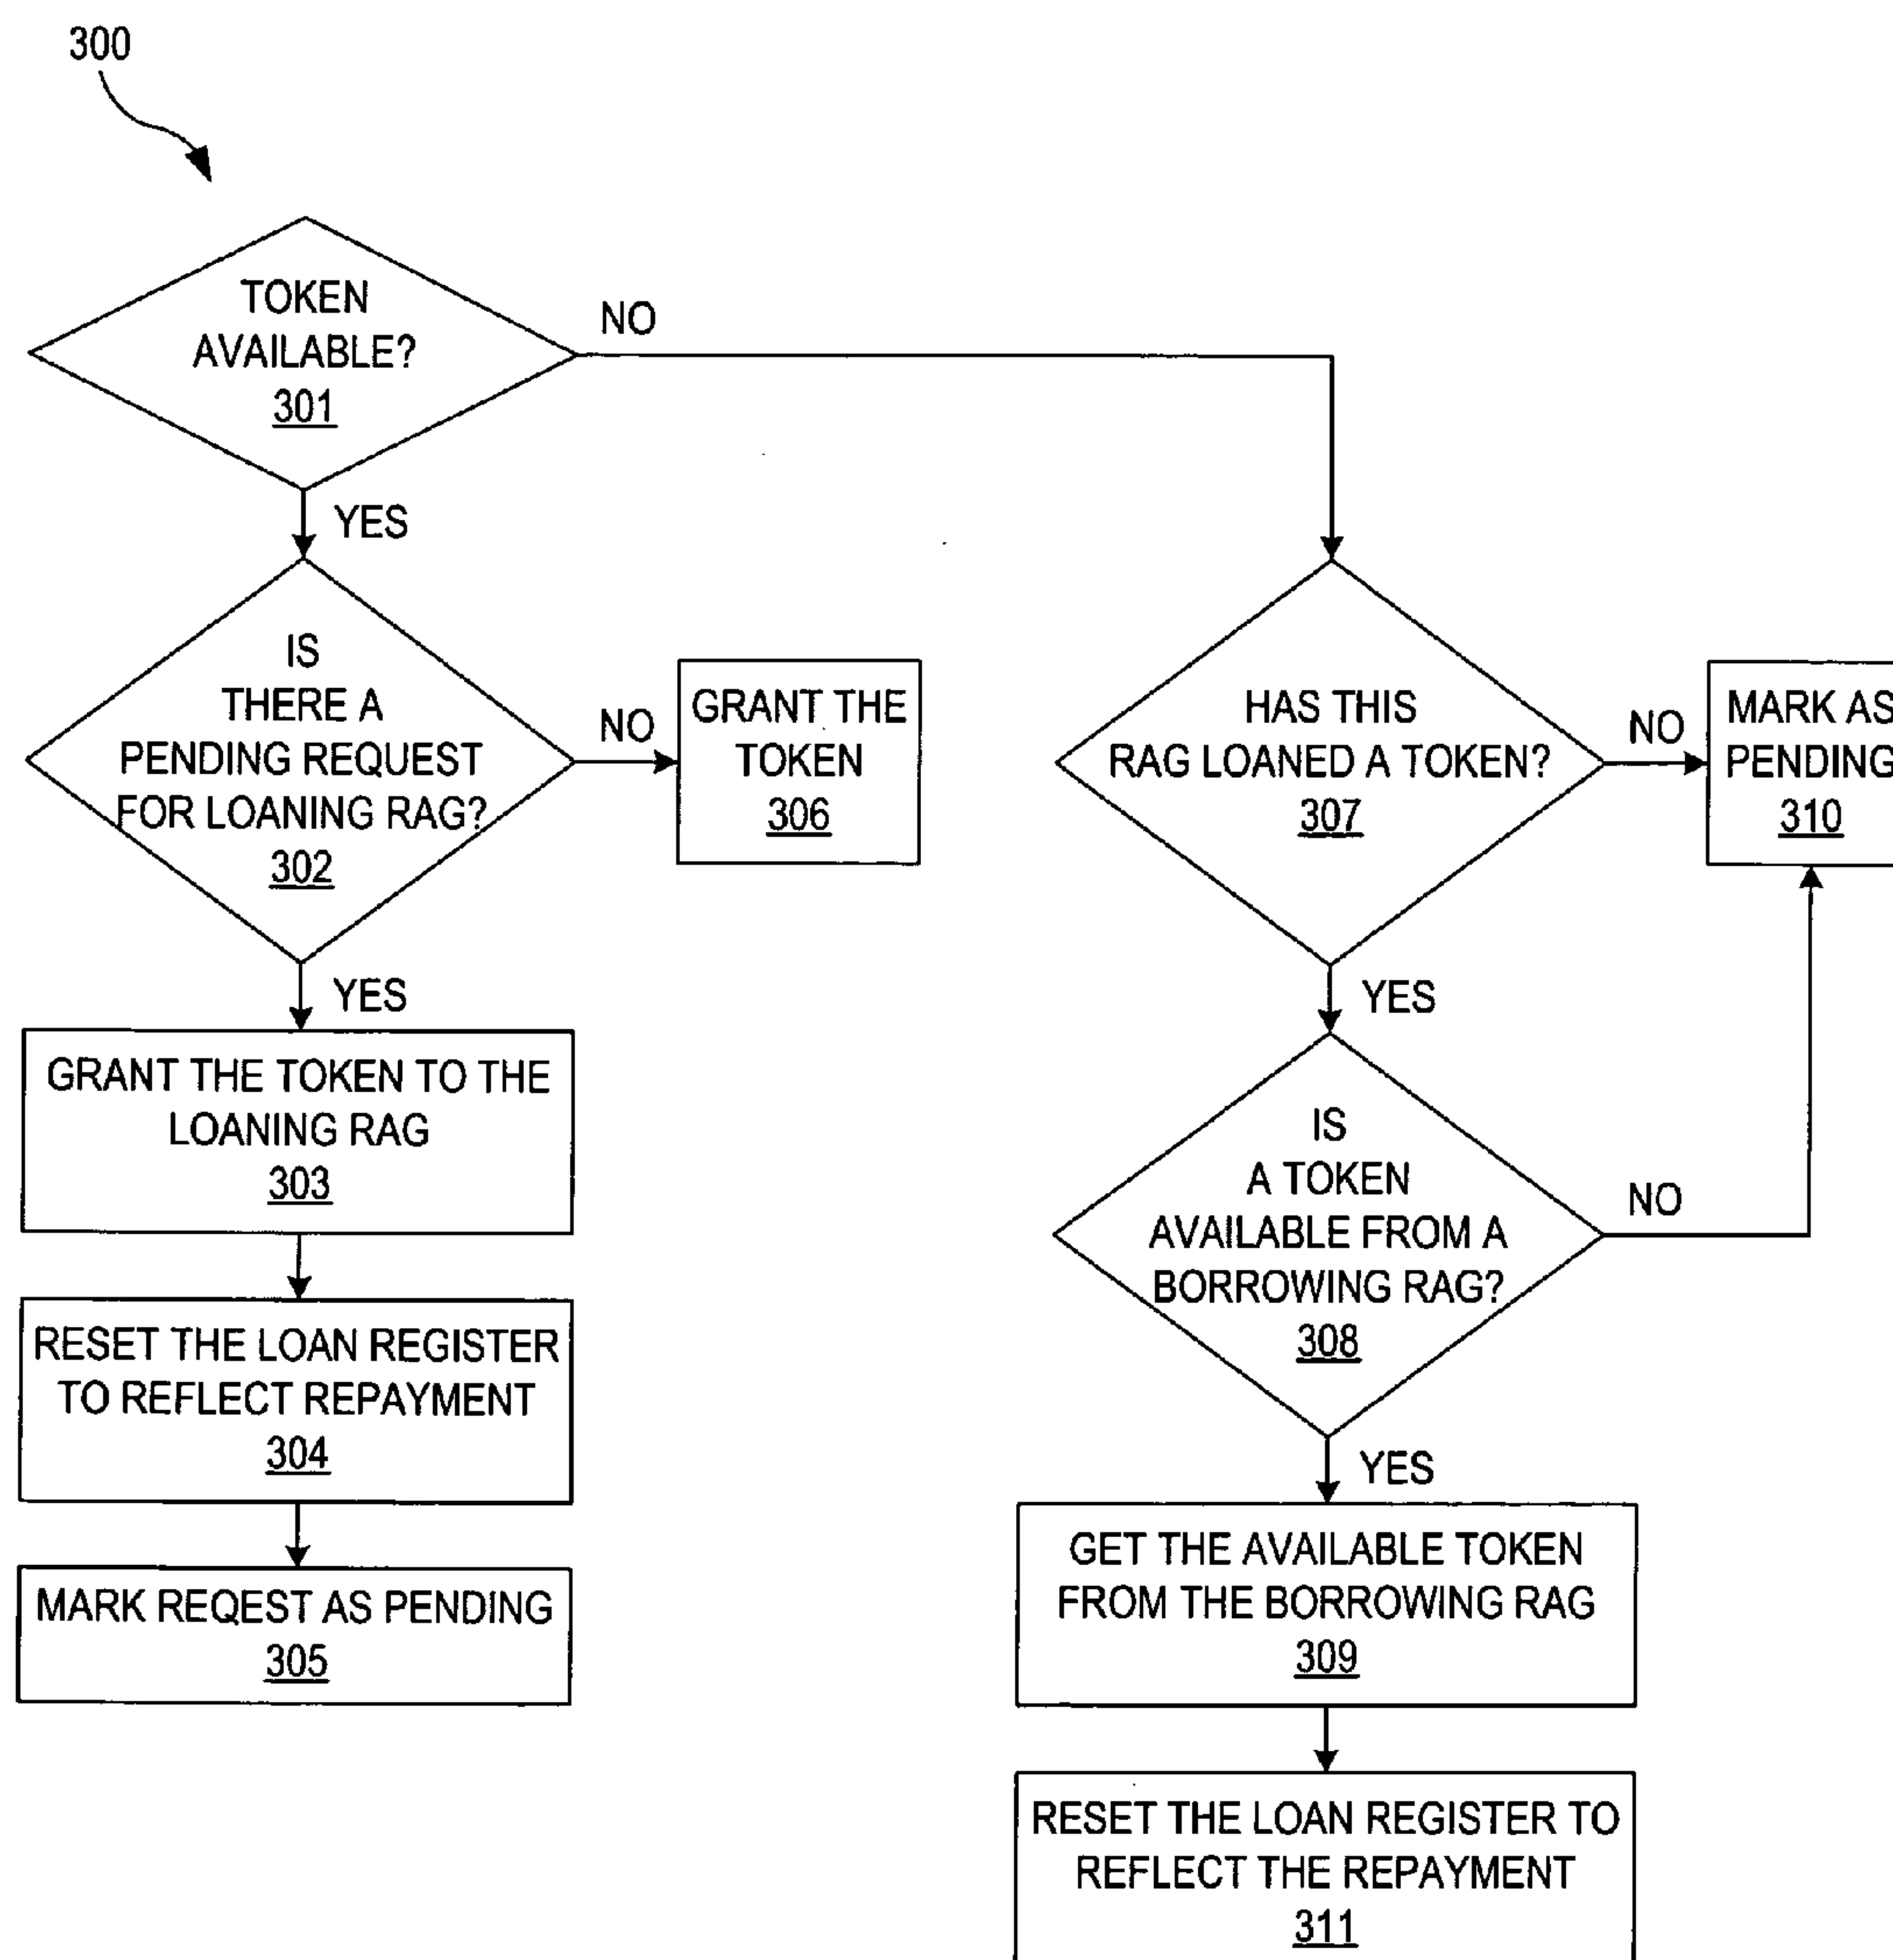 300
TOKEN
AVAILABLE?
301
NO
YES
IS
THERE A
PENDING REQUEST
FOR LOANING RAG?
302
NO
GRANT THE
TOKEN
306
YES
GRANT THE TOKEN TO THE
LOANING RAG
303
RESET THE LOAN REGISTER
TO REFLECT REPAYMENT
304
MARK REQEST AS PENDING
305
HAS THIS
RAG LOANED A TOKEN?
307
NO
MARK AS
PENDING
310
YES
IS
A TOKEN
AVAILABLE FROM A
BORROWING RAG?
308
NO
YES
GET THE AVAILABLE TOKEN
FROM THE BORROWING RAG
309
RESET THE LOAN REGISTER TO
REFLECT THE REPAYMENT
311